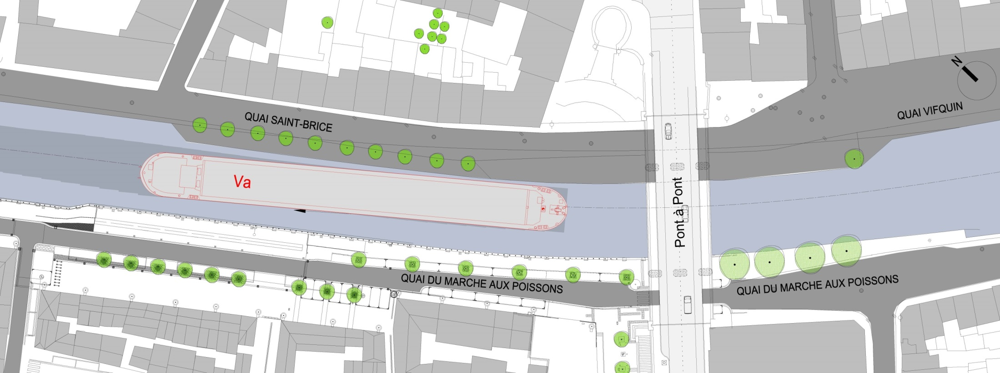 N
QUAI SAINT-BRICE
QUAI VIFQUIN
Va
Pont à Pont
QUAI DU MARCHE AUX POISSONS
QUAI DU MARCHE AUX POISSONS